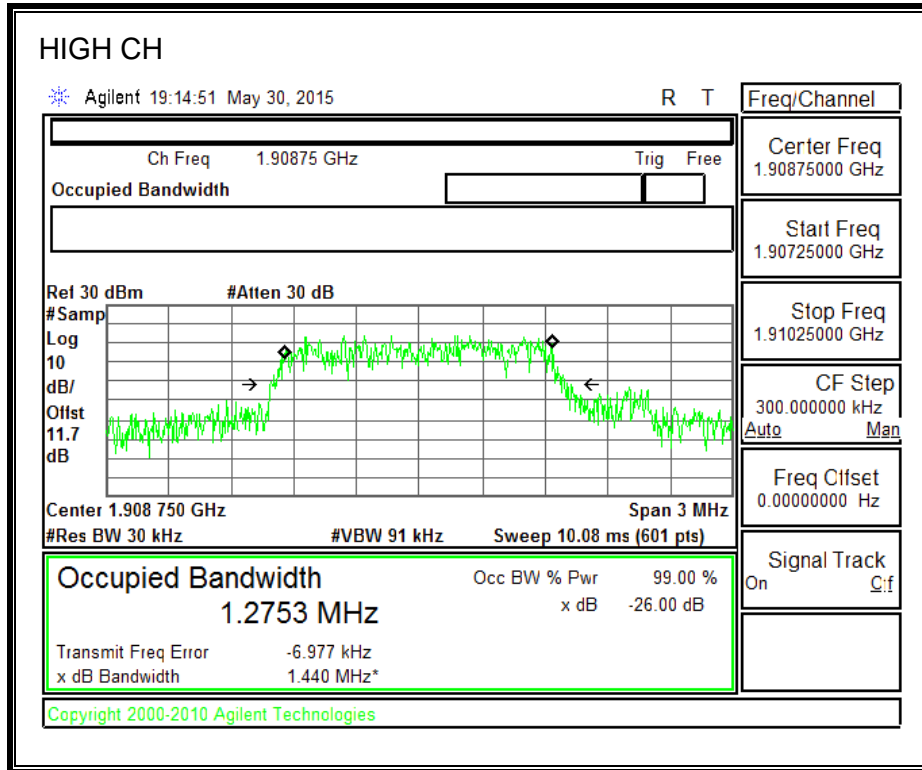 HIGH CH
Agilent 19:14:51 May 30, 2015 R T
Ch Freq 1.90875 GHz Trig Free
Occupied Bandwidth
Ref 30 dBm #Atten 30 dB
#Samp
Log
10
dB/
Offst
11.7
dB
Center 1.908 750 GHz Span 3 MHz
#Res BW 30 kHz #VBW 91 kHz Sweep 10.08 ms (601 pts)
Occupied Bandwidth Occ BW % Pwr 99.00 %
1.2753 MHz x dB -26.00 dB
Transmit Freq Error -6.977 kHz
x dB Bandwidth 1.440 MHz*
Copyright 2000-2010 Agilent Technologies
Freq/Channel
Center Freq
1.90875000 GHz
Start Freq
1.90725000 GHz
Stop Freq
1.91025000 GHz
CF Step
300.000000 kHz
Auto Man
Freq Offset
0.00000000 Hz
Signal Track
On Off